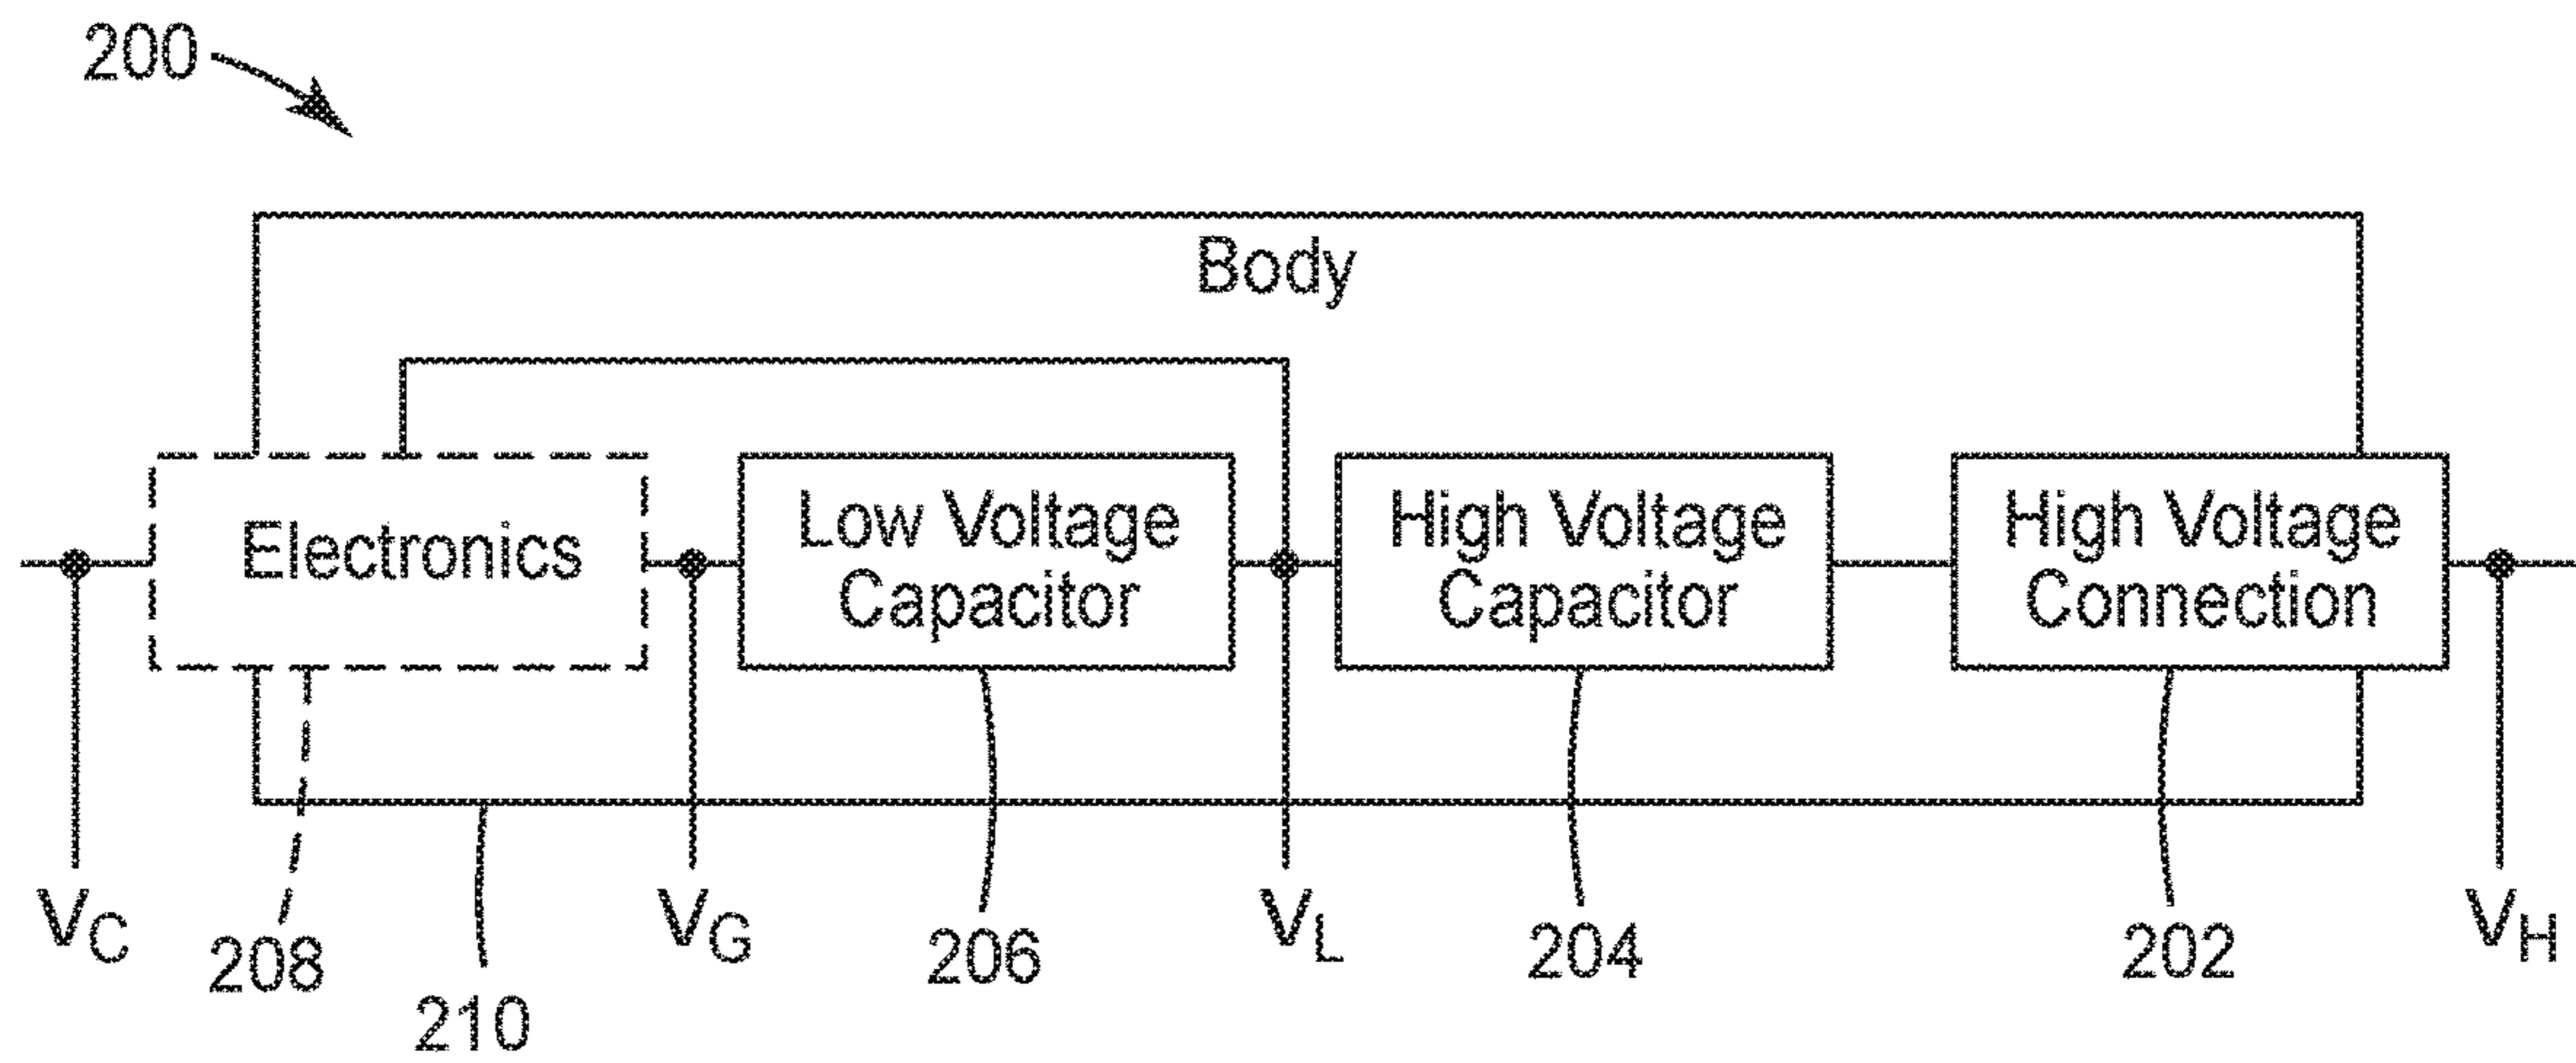 200
Body
Electronics
Low Voltage
Capacitor
High Voltage
Capacitor
High Voltage
Connection
VC
208
210
VG
206
VL
204
202
VH